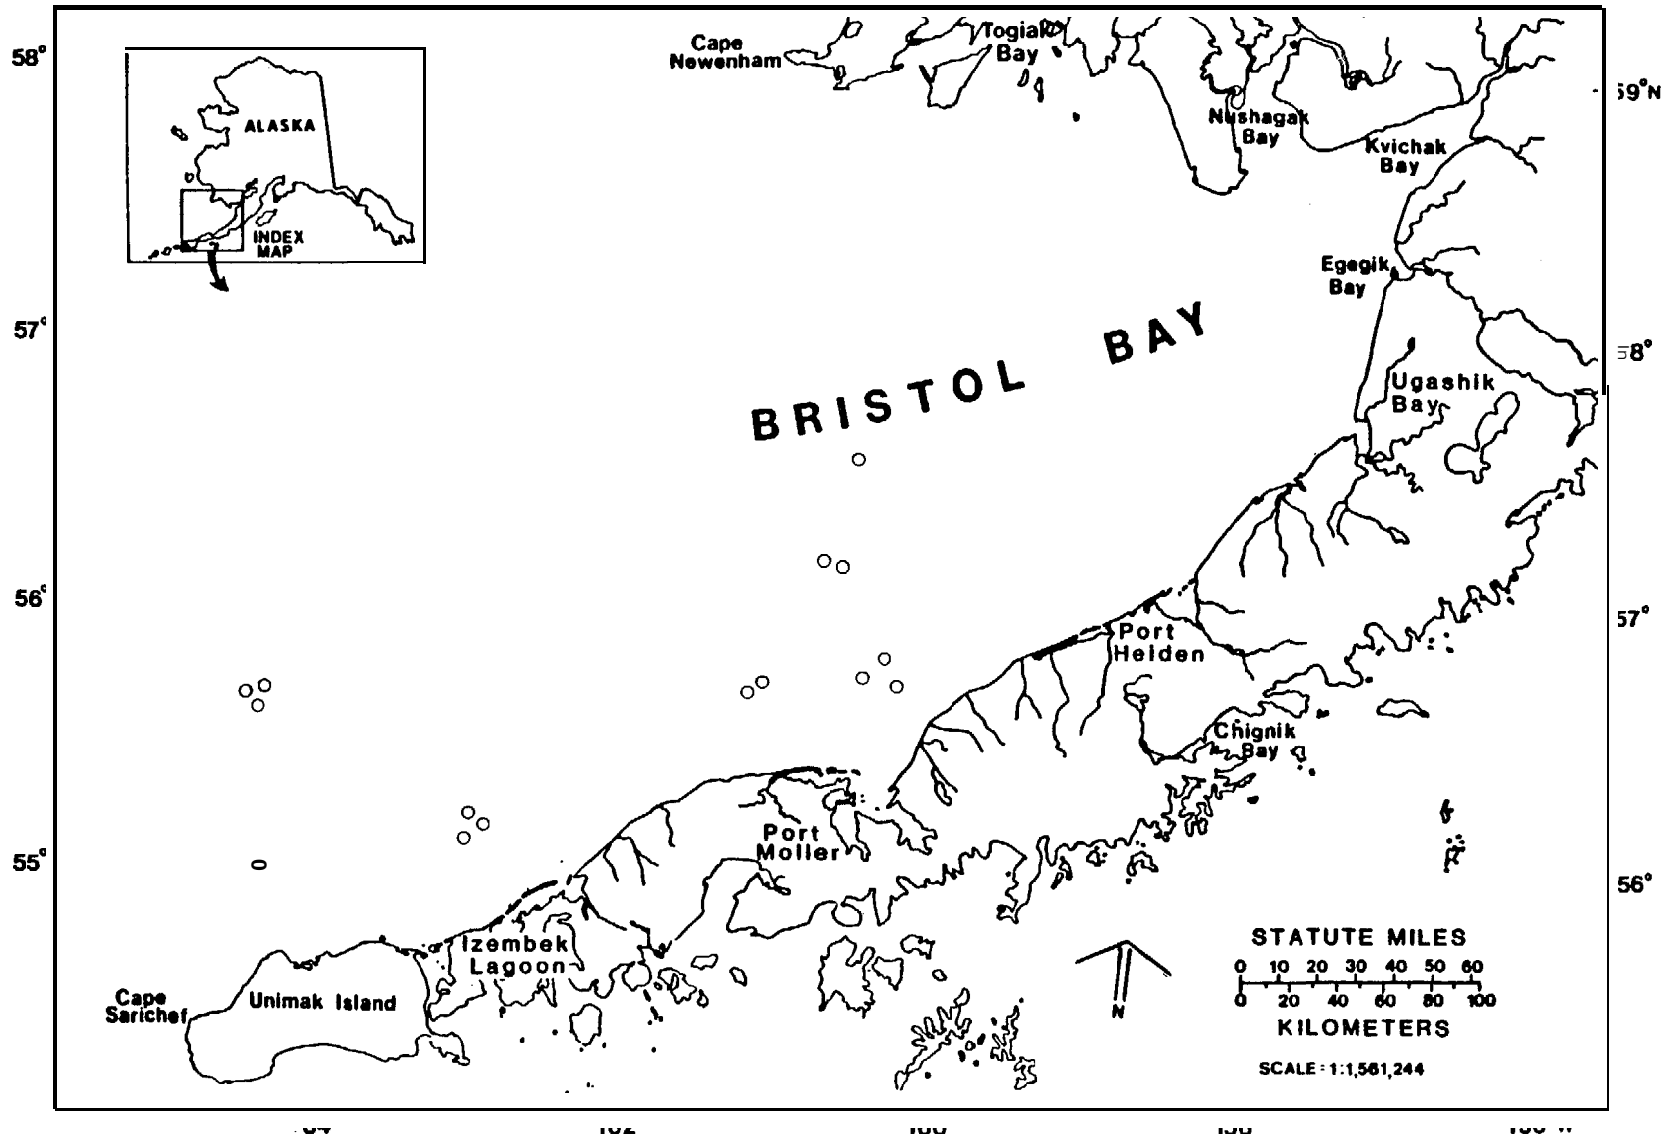 58°
Cape
Newenham
Togiak
Bay
59°N
ALASKA
Nushagak
Bay
Kvichak
Bay
INDEX
MAP
Egegik
Bay
57°
BRISTOL BAY
58°
Ugashik
Bay
56°
57°
Port
Heiden
Chignik
Bay
Port
Moller
55°
56°
Izembek
Lagoon
Cape
Sarichef
Unimak Island
N
STATUTE MILES
0 10 20 30 40 50 60
0 20 40 60 80 100
KILOMETERS
SCALE = 1:1,561,244